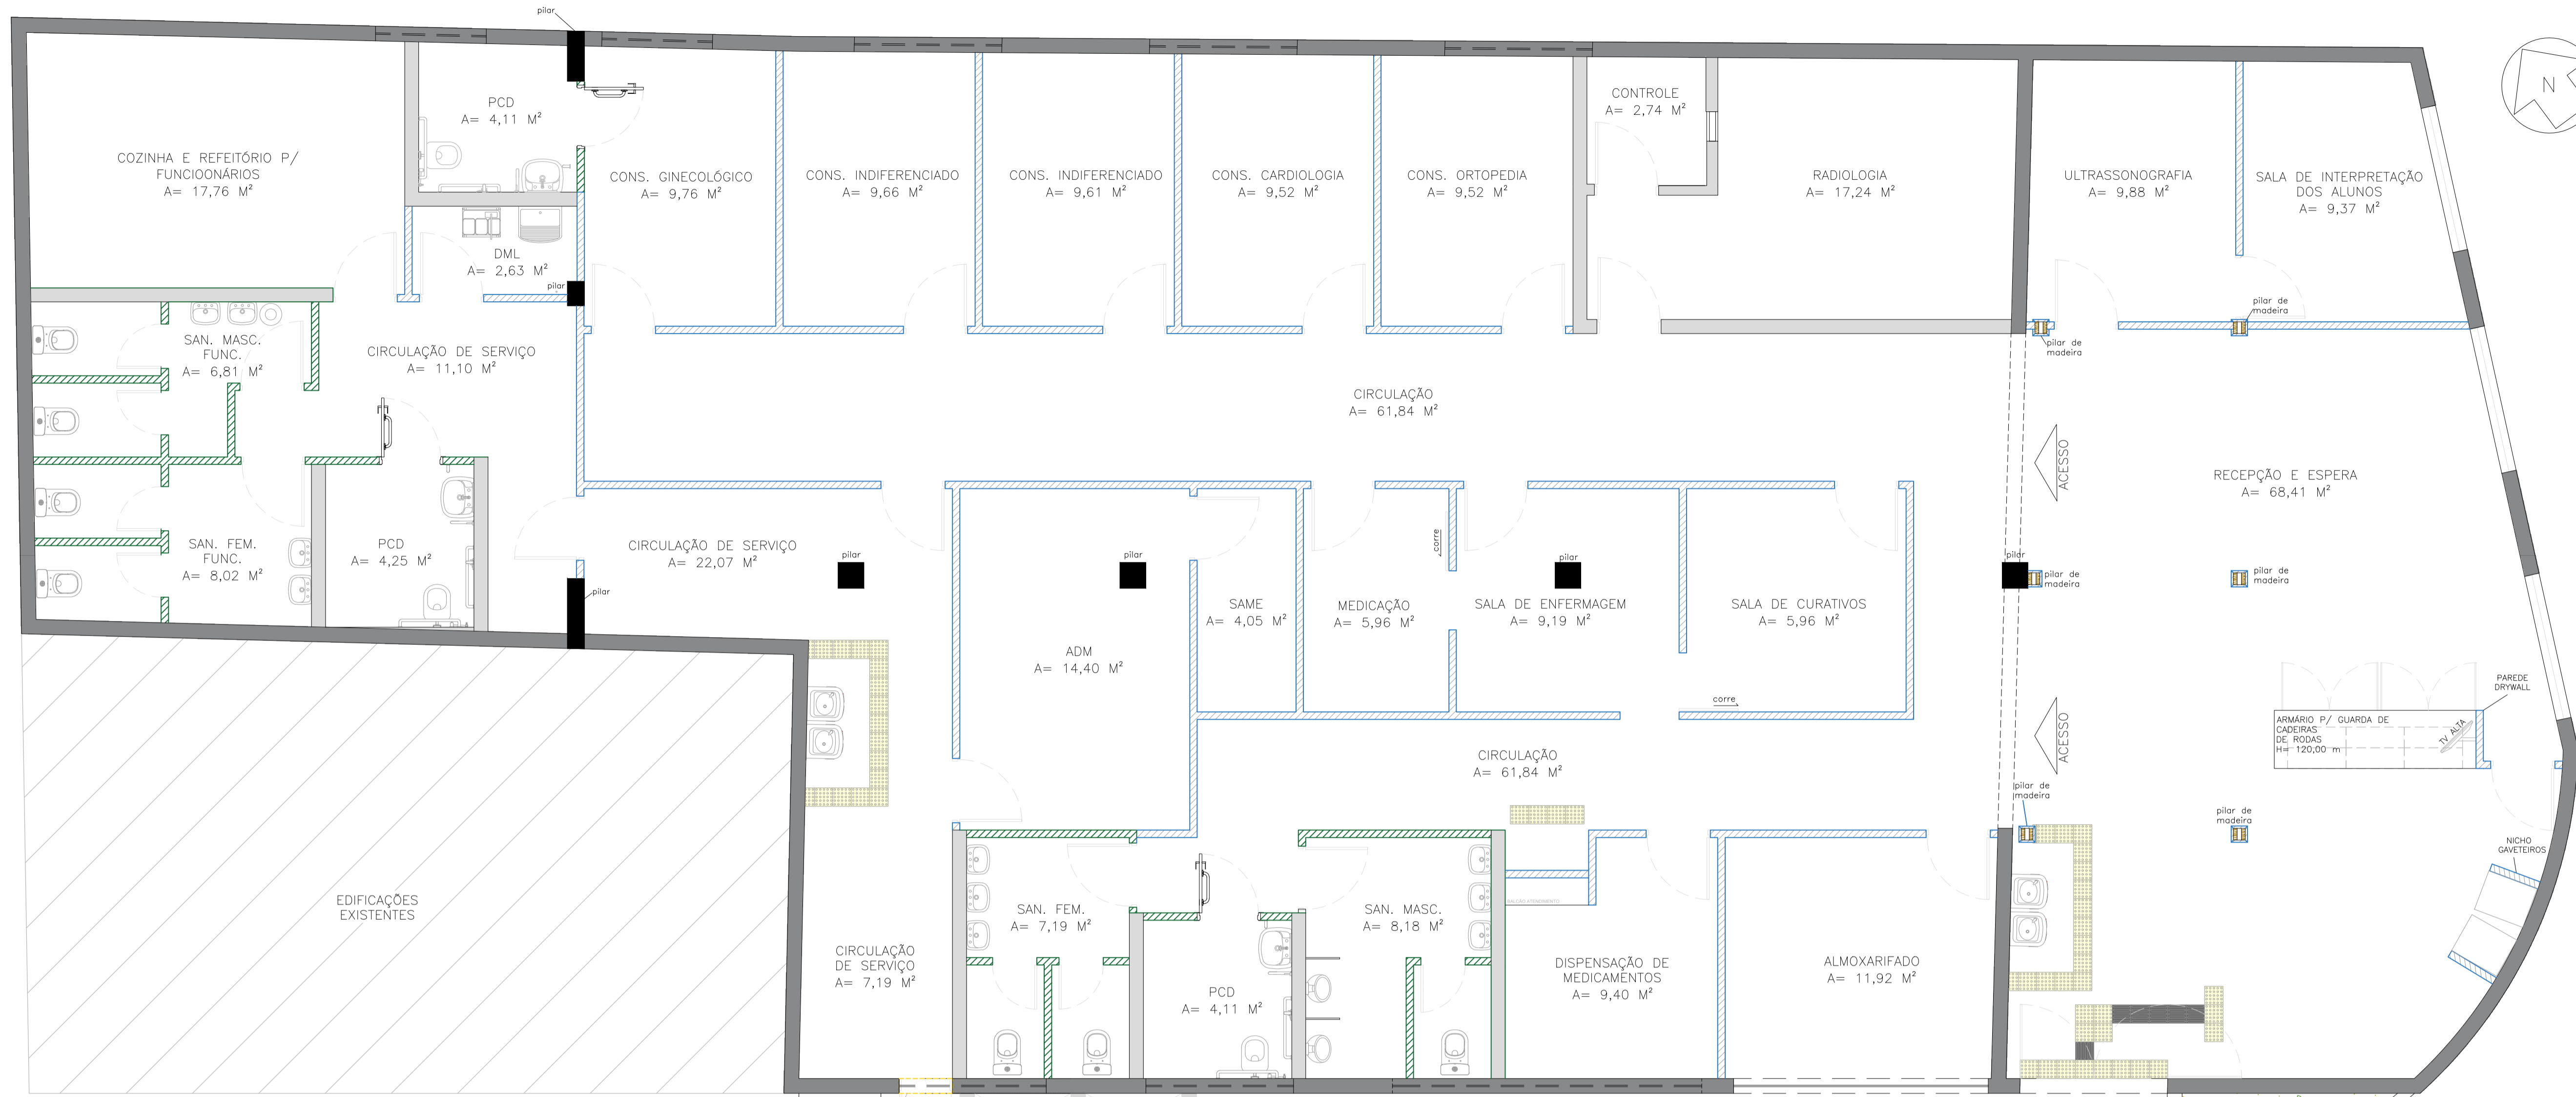 pilar
N
COZINHA E REFEITÓRIO P/
FUNCIOONÁRIOS
A= 17,76 M²
PCD
A= 4,11 M²
CONS. GINECOLÓGICO
A= 9,76 M²
CONS. INDIFERENCIADO
A= 9,66 M²
CONS. INDIFERENCIADO
A= 9,61 M²
CONS. CARDIOLOGIA
A= 9,52 M²
CONS. ORTOPEDIA
A= 9,52 M²
CONTROLE
A= 2,74 M²
RADIOLOGIA
A= 17,24 M²
ULTRASSONOGRAFIA
A= 9,88 M²
SALA DE INTERPRETAÇÃO
DOS ALUNOS
A= 9,37 M²
DML
A= 2,63 M²
pilar
pilar de
madeira
pilar de
madeira
SAN. MASC.
FUNC.
A= 6,81 M²
CIRCULAÇÃO DE SERVIÇO
A= 11,10 M²
CIRCULAÇÃO
A= 61,84 M²
ACESSO
RECEPÇÃO E ESPERA
A= 68,41 M²
SAN. FEM.
FUNC.
A= 8,02 M²
PCD
A= 4,25 M²
CIRCULAÇÃO DE SERVIÇO
A= 22,07 M²
pilar
pilar
pilar
corre
pilar
pilar
pilar de
madeira
pilar de
madeira
ADM
A= 14,40 M²
SAME
A= 4,05 M²
MEDICAÇÃO
A= 5,96 M²
SALA DE ENFERMAGEM
A= 9,19 M²
SALA DE CURATIVOS
A= 5,96 M²
corre
ACESSO
PAREDE
DRYWALL
ARMÁRIO P/ GUARDA DE
CADEIRAS
DE RODAS
H= 120,00 m
TV ALTA
CIRCULAÇÃO
A= 61,84 M²
pilar de
madeira
pilar de
madeira
NICHO
GAVETEIROS
EDIFICAÇÕES
EXISTENTES
BALCÃO ATENDIMENTO
SAN. FEM.
A= 7,19 M²
SAN. MASC.
A= 8,18 M²
CIRCULAÇÃO
DE SERVIÇO
A= 7,19 M²
PCD
A= 4,11 M²
DISPENSAÇÃO DE
MEDICAMENTOS
A= 9,40 M²
ALMOXARIFADO
A= 11,92 M²